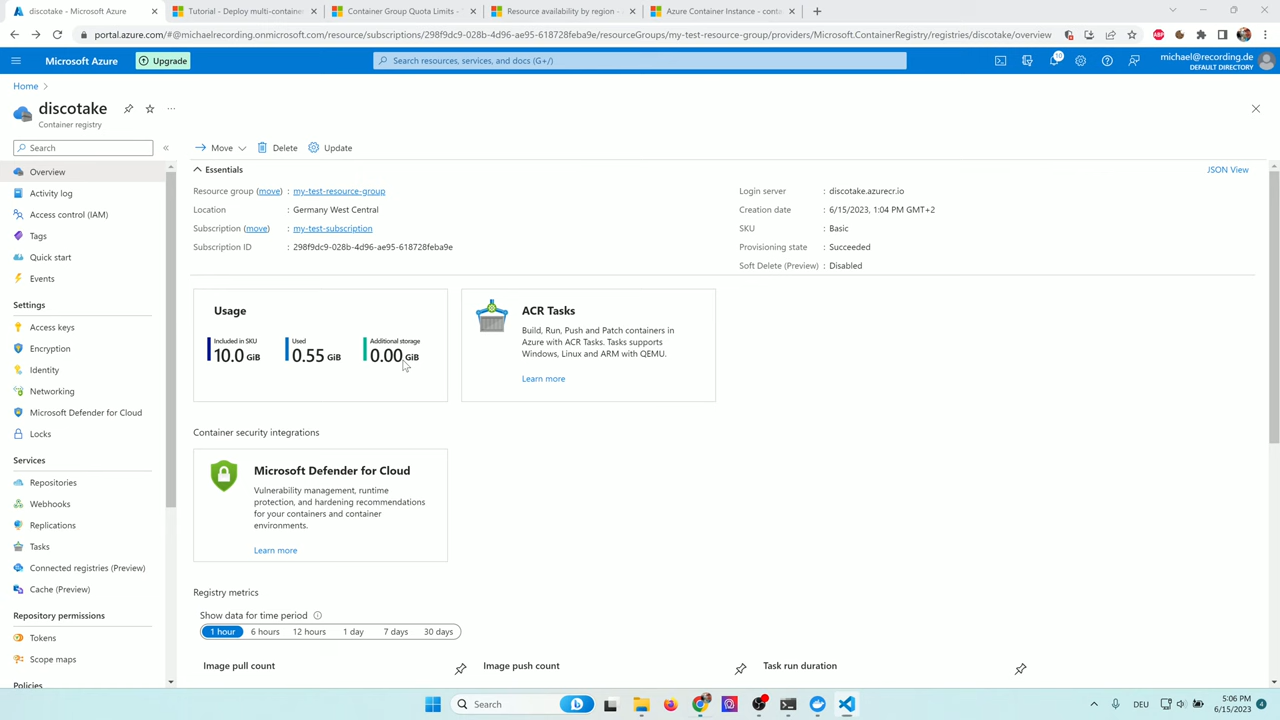 discotake - Microsoft Azure
Tutorial - Deploy multi-containe
Container Group Quota Limits -
Resource availability by region -
Azure Container Instance - cont
portal.azure.com/#@michaelrecording.onmicrosoft.com/resource/subscriptions/298f9dc9-028b-4d96-ae95-618728feba9e/resourceGroups/my-test-resource-group/providers/Microsoft.ContainerRegistry/registries/discotake/overview
Microsoft Azure
Upgrade
Search resources, services, and docs (G+/)
10
michael@recording.de
DEFAULT DIRECTORY
Home
discotake
Container registry
Search
Move
Delete
Update
Overview
Activity log
Access control (IAM)
Tags
Quick start
Events
Settings
Access keys
Encryption
Identity
Networking
Microsoft Defender for Cloud
Locks
Services
Repositories
Webhooks
Replications
Tasks
Connected registries (Preview)
Cache (Preview)
Repository permissions
Tokens
Scope maps
Policies
Essentials
JSON View
Resource group (move) : my-test-resource-group
Location : Germany West Central
Subscription (move) : my-test-subscription
Subscription ID : 298f9dc9-028b-4d96-ae95-618728feba9e
Login server : discotake.azurecr.io
Creation date : 6/15/2023, 1:04 PM GMT+2
SKU : Basic
Provisioning state : Succeeded
Soft Delete (Preview) : Disabled
Usage
Included in SKU
10.0 GiB
Used
0.55 GiB
Additional storage
0.00 GiB
ACR Tasks
Build, Run, Push and Patch containers in
Azure with ACR Tasks. Tasks supports
Windows, Linux and ARM with QEMU.
Learn more
Container security integrations
Microsoft Defender for Cloud
Vulnerability management, runtime
protection, and hardening recommendations
for your containers and container
environments.
Learn more
Registry metrics
Show data for time period
1 hour
6 hours
12 hours
1 day
7 days
30 days
Image pull count
Image push count
Task run duration
Search
DEU
5:06 PM
6/15/2023